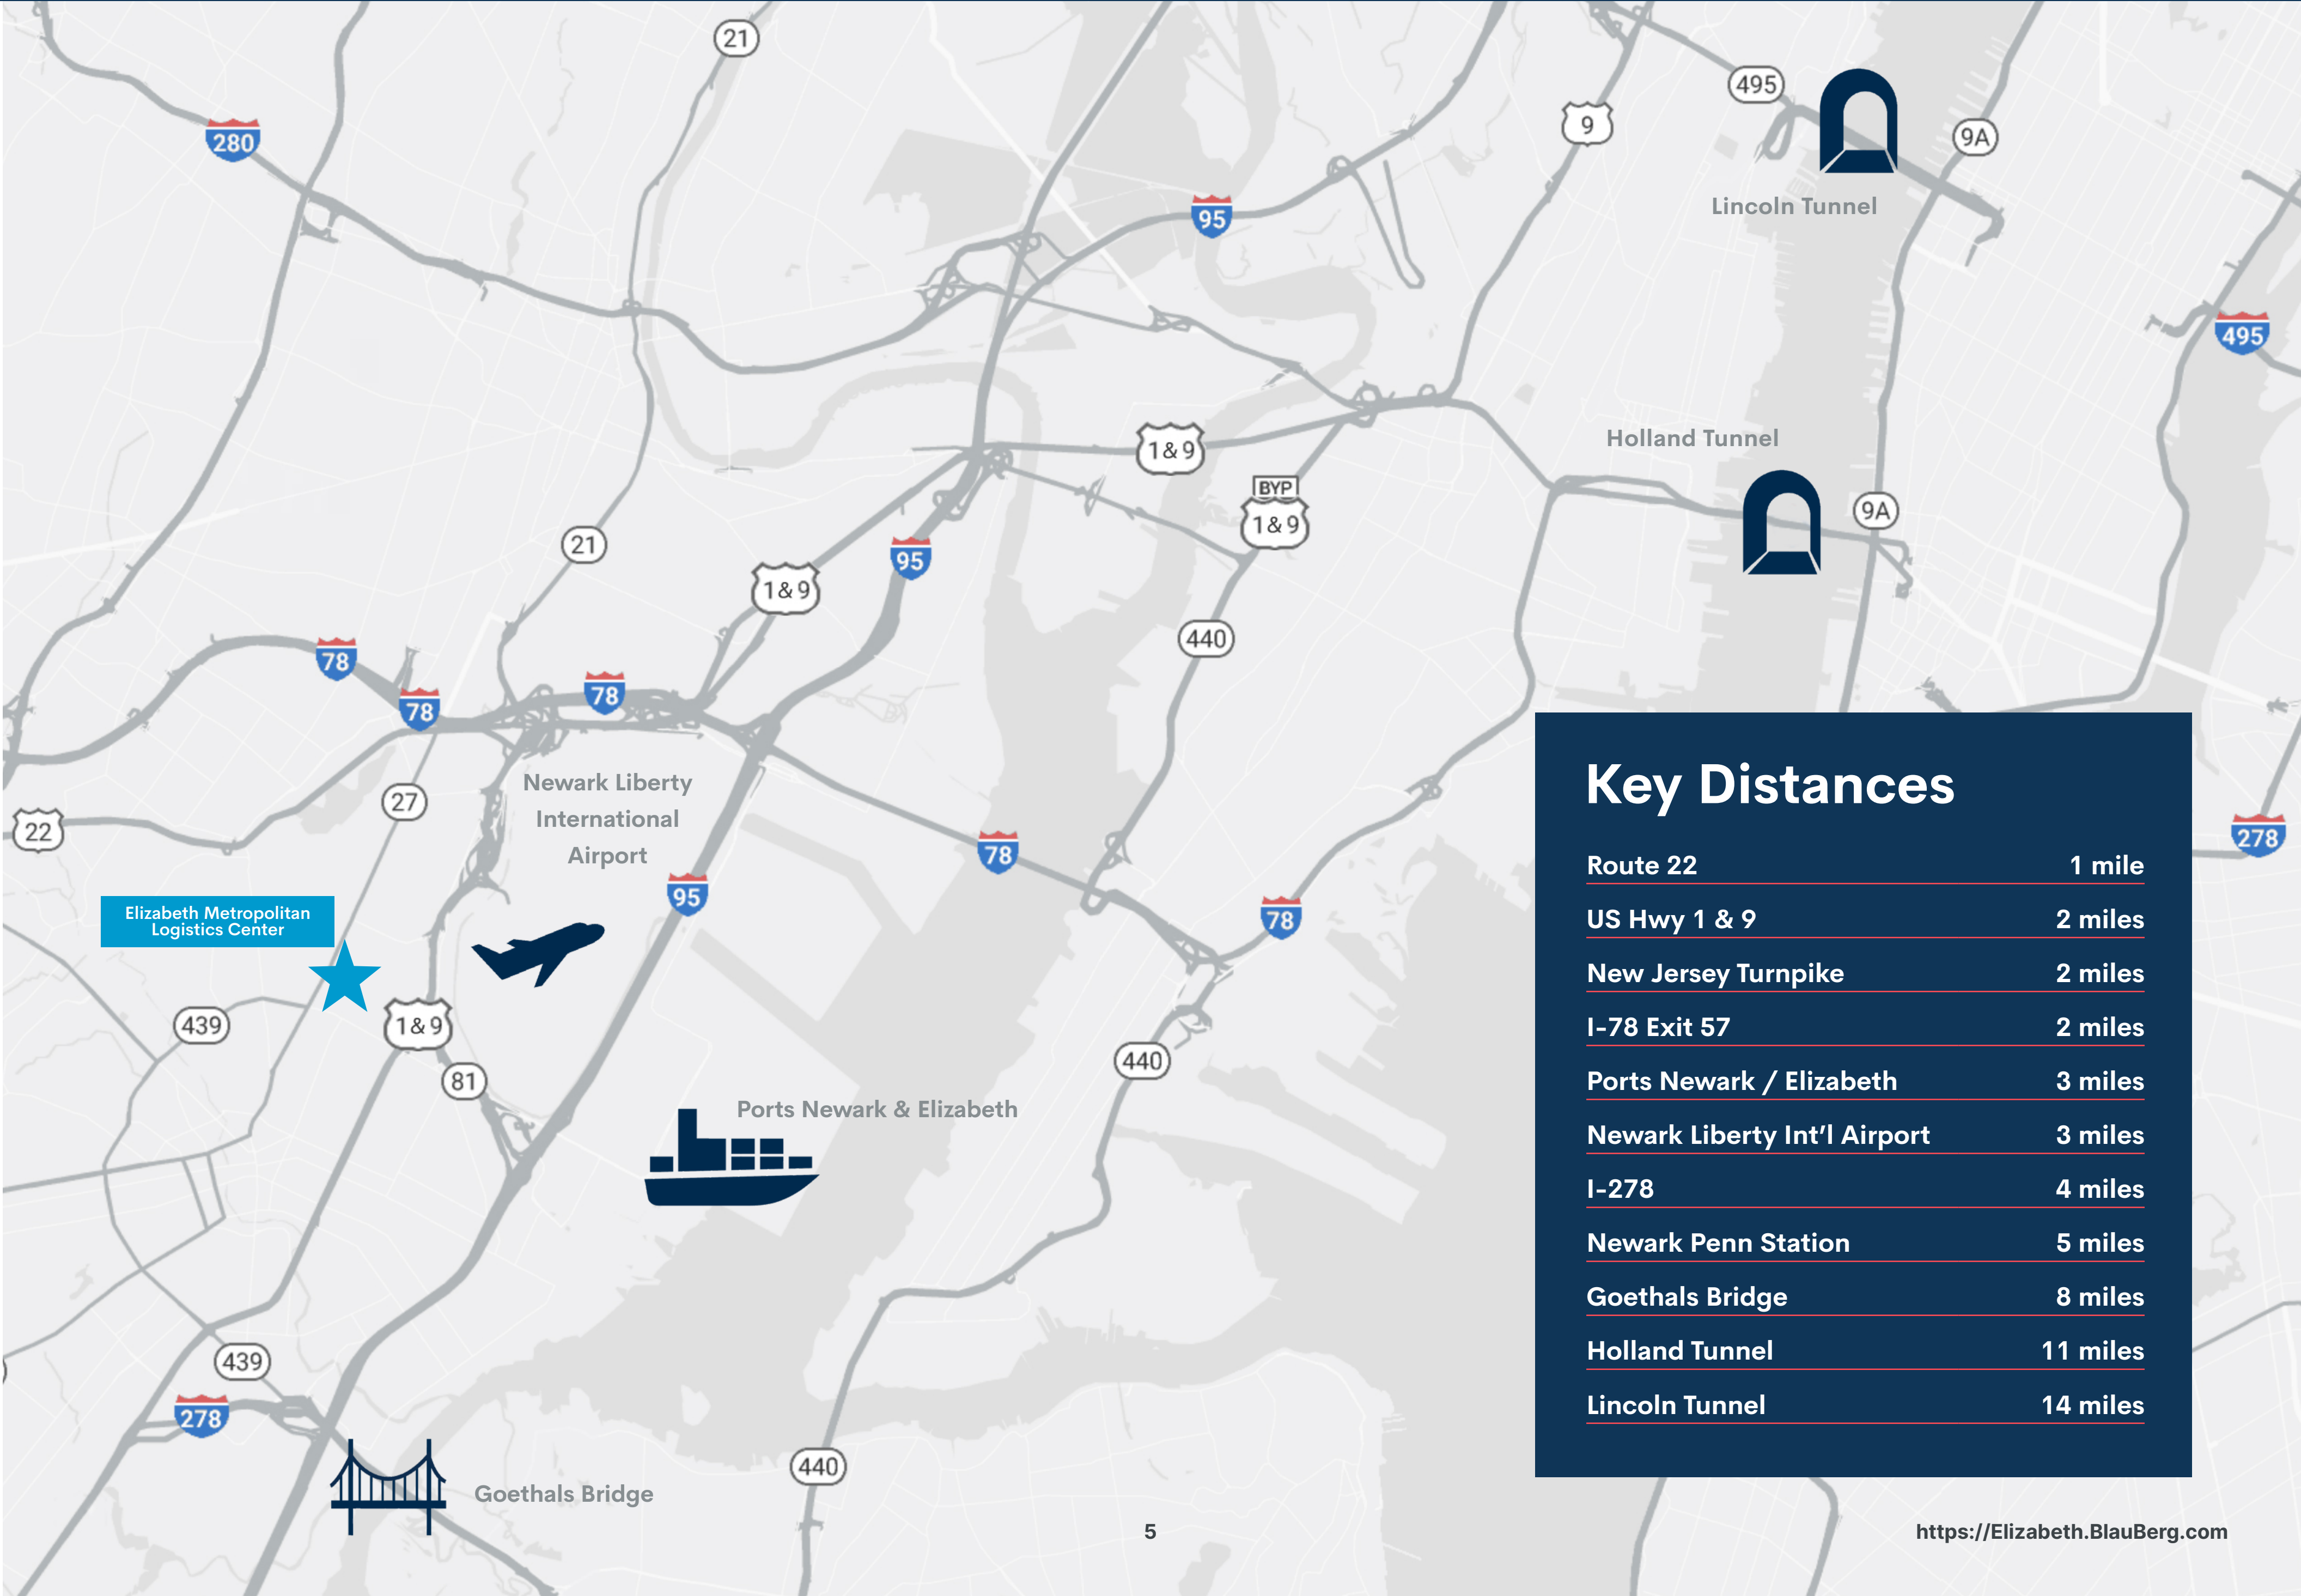 21
495
9
280
9A
Lincoln Tunnel
95
495
Holland Tunnel
1 & 9
BYP
1 & 9
9A
21
95
1 & 9
440
78
78
78
Newark Liberty
International
Airport
27
22
78
95
278
78
Elizabeth Metropolitan
Logistics Center
439
1 & 9
81
440
Ports Newark & Elizabeth
439
278
440
Goethals Bridge
Key Distances
Route 22 1 mile
US Hwy 1 & 9 2 miles
New Jersey Turnpike 2 miles
I-78 Exit 57 2 miles
Ports Newark / Elizabeth 3 miles
Newark Liberty Int’l Airport 3 miles
I-278 4 miles
Newark Penn Station 5 miles
Goethals Bridge 8 miles
Holland Tunnel 11 miles
Lincoln Tunnel 14 miles
5
https://Elizabeth.BlauBerg.com